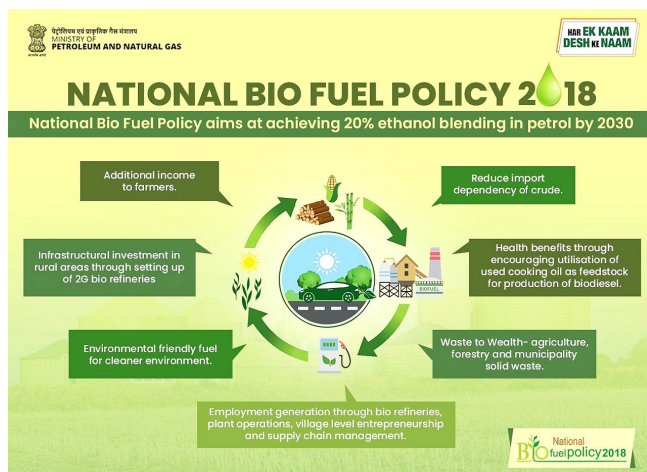 पेट्रोलियम एवं प्राकृतिक गैस मंत्रालय
MINISTRY OF
PETROLEUM AND NATURAL GAS
HAR EK KAAM
DESH KE NAAM
NATIONAL BIO FUEL POLICY 2018
National Bio Fuel Policy aims at achieving 20% ethanol blending in petrol by 2030
Additional income
to farmers.
Reduce import
dependency of crude.
Infrastructural investment in
rural areas through setting up
of 2G bio refineries
Health benefits through
encouraging utilisation of
used cooking oil as feedstock
for production of biodiesel.
BIOFUEL
Environmental friendly fuel
for cleaner environment.
Waste to Wealth- agriculture,
forestry and municipality
solid waste.
Employment generation through bio refineries,
plant operations, village level entrepreneurship
and supply chain management.
National
Biofuelpolicy2018